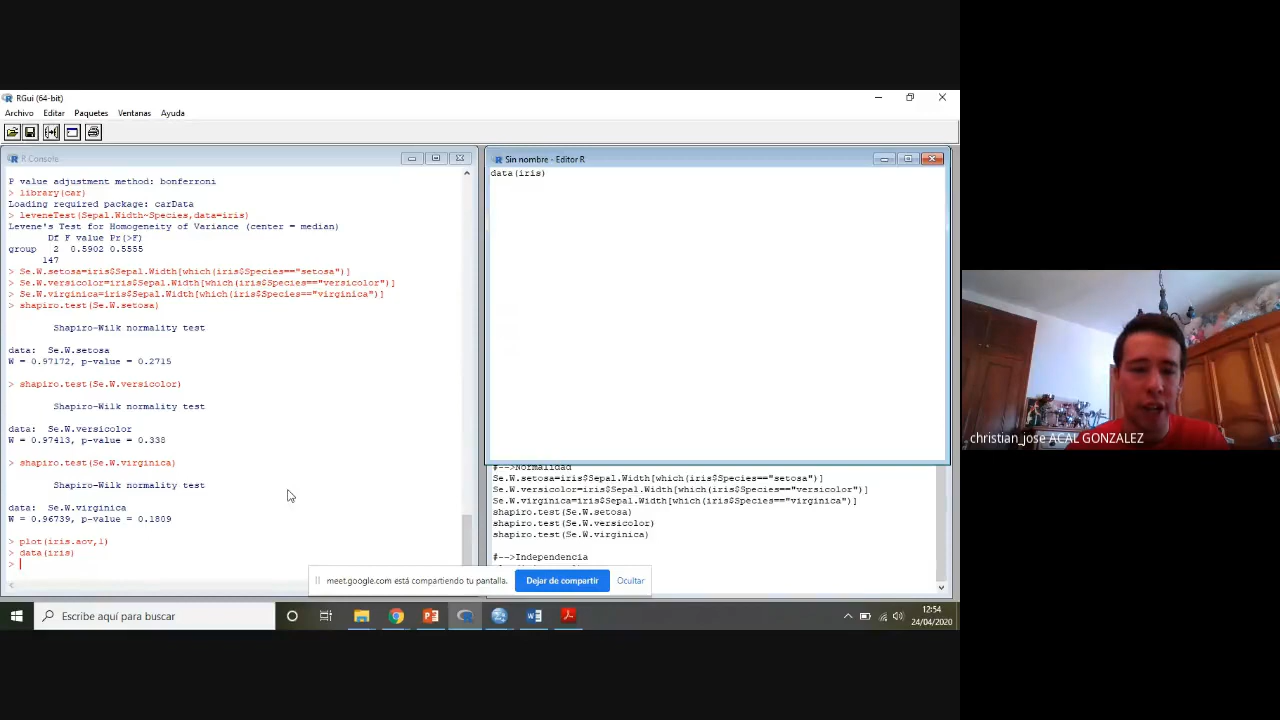 RGui (64-bit)
Archivo Editar Paquetes Ventanas Ayuda
R Console
P value adjustment method: bonferroni
> library(car)
Loading required package: carData
> leveneTest(Sepal.Width~Species,data=iris)
Levene's Test for Homogeneity of Variance (center = median)
Df F value Pr(>F)
group 2 0.5902 0.5555
147
> Se.W.setosa=iris$Sepal.Width[which(iris$Species=="setosa")]
> Se.W.versicolor=iris$Sepal.Width[which(iris$Species=="versicolor")]
> Se.W.virginica=iris$Sepal.Width[which(iris$Species=="virginica")]
> shapiro.test(Se.W.setosa)
Shapiro-Wilk normality test
data: Se.W.setosa
W = 0.97172, p-value = 0.2715
> shapiro.test(Se.W.versicolor)
Shapiro-Wilk normality test
data: Se.W.versicolor
W = 0.97413, p-value = 0.338
> shapiro.test(Se.W.virginica)
Shapiro-Wilk normality test
data: Se.W.virginica
W = 0.96739, p-value = 0.1809
> plot(iris.aov,1)
> data(iris)
>
Sin nombre - Editor R
data(iris)
#-->Normalidad
Se.W.setosa=iris$Sepal.Width[which(iris$Species=="setosa")]
Se.W.versicolor=iris$Sepal.Width[which(iris$Species=="versicolor")]
Se.W.virginica=iris$Sepal.Width[which(iris$Species=="virginica")]
shapiro.test(Se.W.setosa)
shapiro.test(Se.W.versicolor)
shapiro.test(Se.W.virginica)
#-->Independencia
christian_jose ACAL GONZALEZ
meet.google.com está compartiendo tu pantalla. Dejar de compartir Ocultar
Escribe aquí para buscar
12:54
24/04/2020